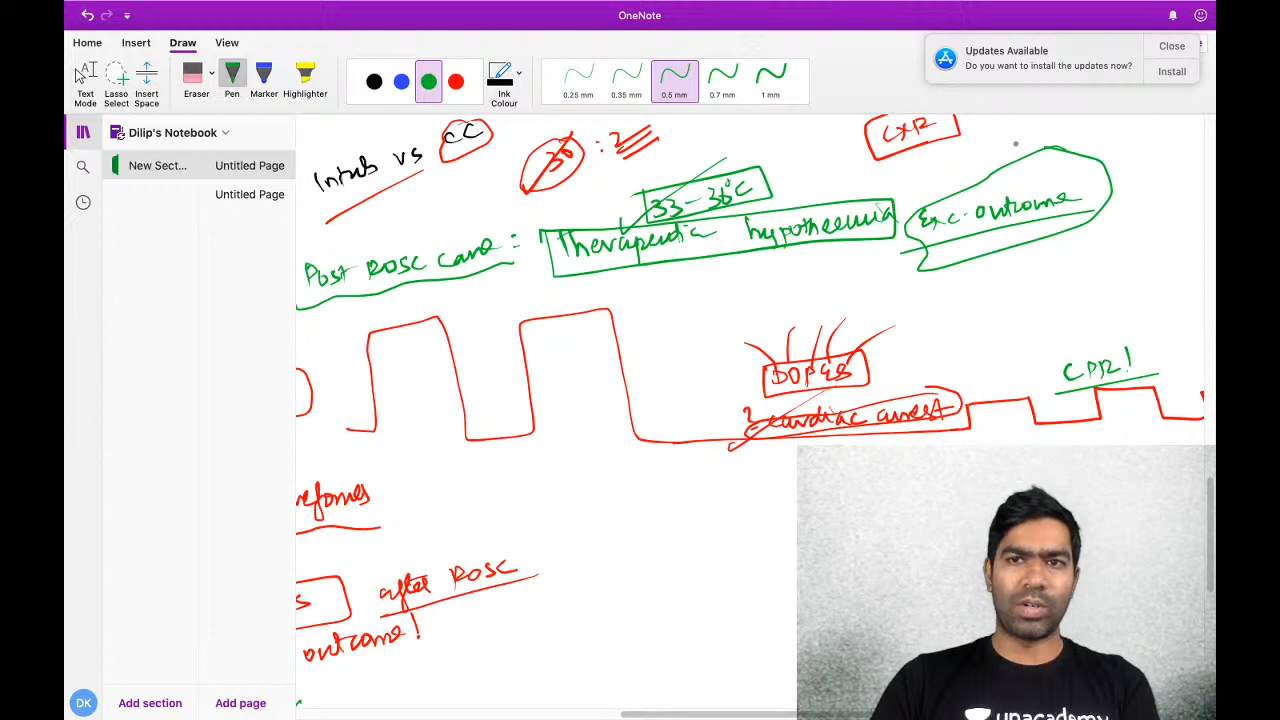 OneNote
Home Insert Draw View
Updates Available
Do you want to install the updates now?
Close
Install
Text Mode
Lasso Select
Insert Space
Eraser
Pen
Marker
Highlighter
0.25 mm
0.35 mm
0.5 mm
0.7 mm
1 mm
Ink Colour
Dilip's Notebook
New Sect... Untitled Page
Untitled Page
vs CC
30 : 2
CXR
33-36°C
Post ROSC care = Therapeutic hypothermia Exc. outcome
DOPES
? cardiac arrest
CPR!
after ROSC
outcome!
DK
Add section Add page
unacademy